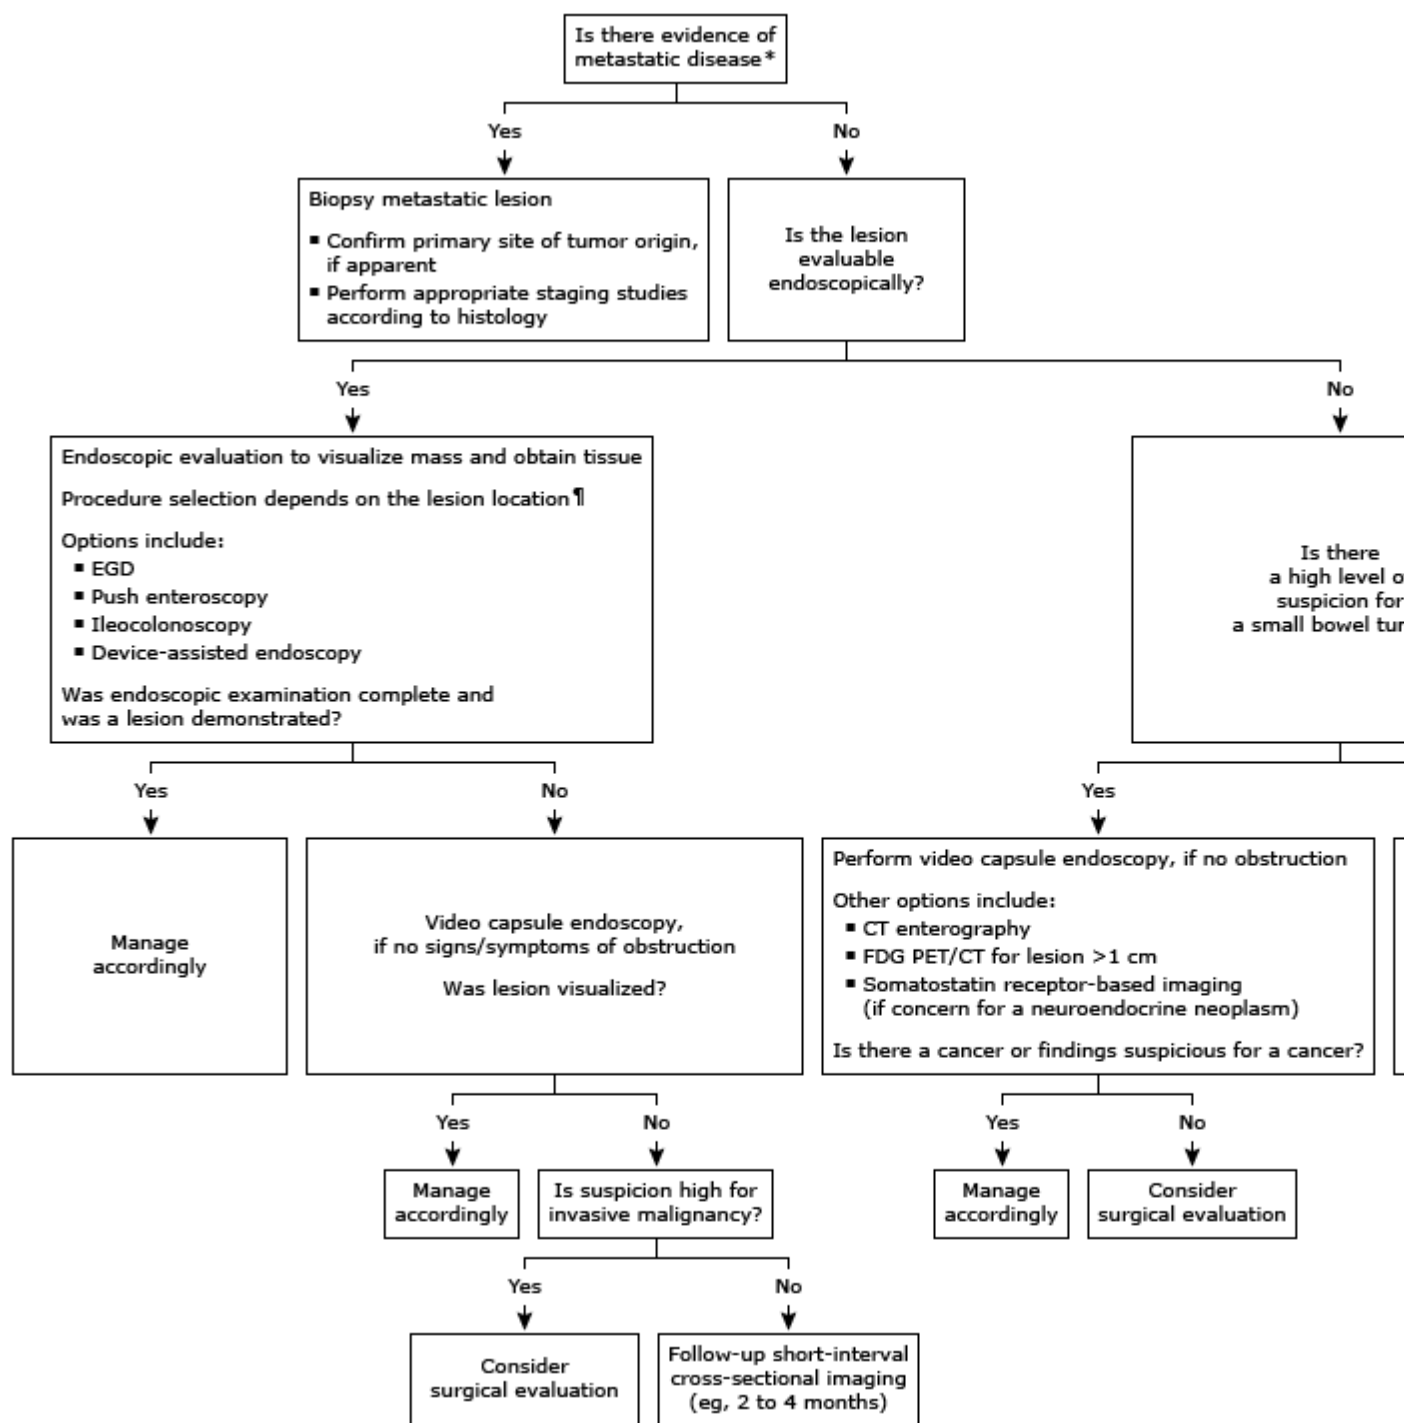 Is there evidence of
metastatic disease*
Yes
No
Biopsy metastatic lesion
▪ Confirm primary site of tumor origin,
if apparent
▪ Perform appropriate staging studies
according to histology
Is the lesion
evaluable
endoscopically?
Yes
No
Endoscopic evaluation to visualize mass and obtain tissue
Procedure selection depends on the lesion location¶
Options include:
▪ EGD
▪ Push enteroscopy
▪ Ileocolonoscopy
▪ Device-assisted endoscopy
Was endoscopic examination complete and
was a lesion demonstrated?
Is there
a high level o
suspicion for
a small bowel tu
Yes
No
Yes
Manage
accordingly
Video capsule endoscopy,
if no signs/symptoms of obstruction
Was lesion visualized?
Perform video capsule endoscopy, if no obstruction
Other options include:
▪ CT enterography
▪ FDG PET/CT for lesion >1 cm
▪ Somatostatin receptor-based imaging
(if concern for a neuroendocrine neoplasm)
Is there a cancer or findings suspicious for a cancer?
Yes
No
Yes
No
Manage
accordingly
Is suspicion high for
invasive malignancy?
Manage
accordingly
Consider
surgical evaluation
Yes
No
Consider
surgical evaluation
Follow-up short-interval
cross-sectional imaging
(eg, 2 to 4 months)